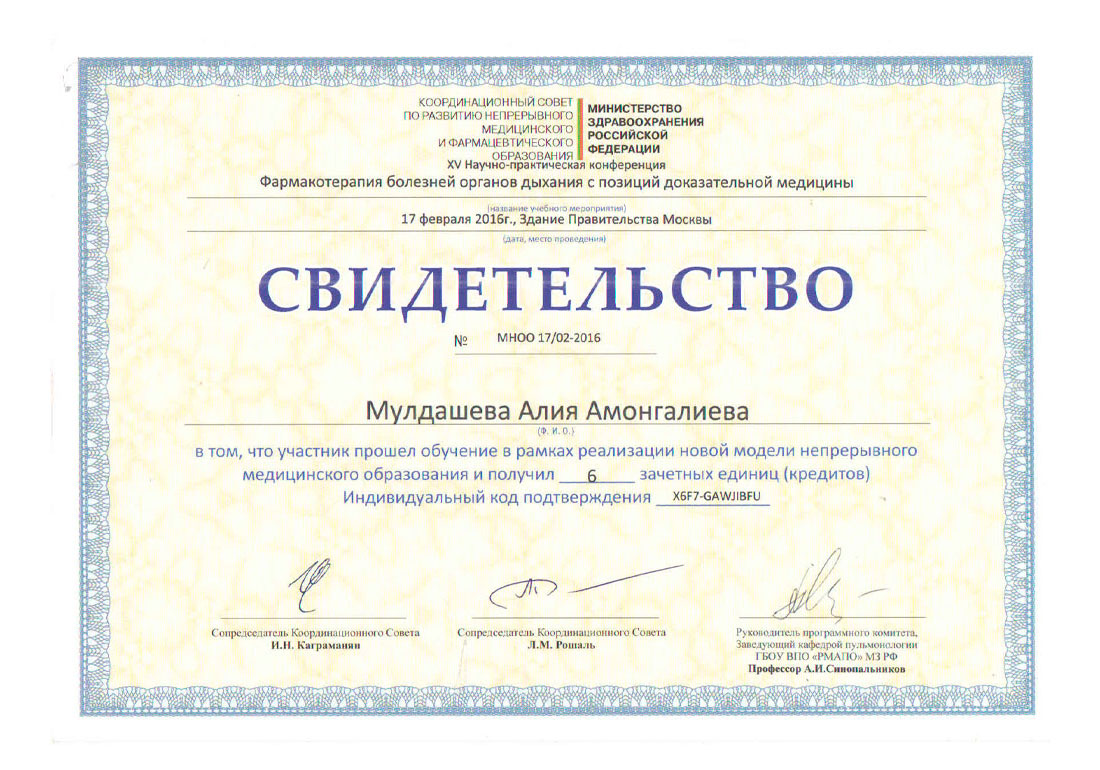 КООРДИНАЦИОННЫЙ СОВЕТ
ПО РАЗВИТИЮ НЕПРЕРЫВНОГО
МЕДИЦИНСКОГО
И ФАРМАЦЕВТИЧЕСКОГО
ОБРАЗОВАНИЯ
МИНИСТЕРСТВО
ЗДРАВООХРАНЕНИЯ
РОССИЙСКОЙ
ФЕДЕРАЦИИ
XV Научно-практическая конференция
Фармакотерапия болезней органов дыхания с позиций доказательной медицины
(название учебного мероприятия)
17 февраля 2016г., Здание Правительства Москвы
(дата, место проведения)
СВИДЕТЕЛЬСТВО
№ МНОО 17/02-2016
Мулдашева Алия Амонгалиева
(Ф. И. О.)
в том, что участник прошел обучение в рамках реализации новой модели непрерывного
медицинского образования и получил 6 зачетных единиц (кредитов)
Индивидуальный код подтверждения X6F7-GAWJIBFU
Сопредседатель Координационного Совета
И.Н. Каграманян
Сопредседатель Координационного Совета
Л.М. Рошаль
Руководитель программного комитета,
Заведующий кафедрой пульмонологии
ГБОУ ВПО «РМАПО» МЗ РФ
Профессор А.И.Синопальников